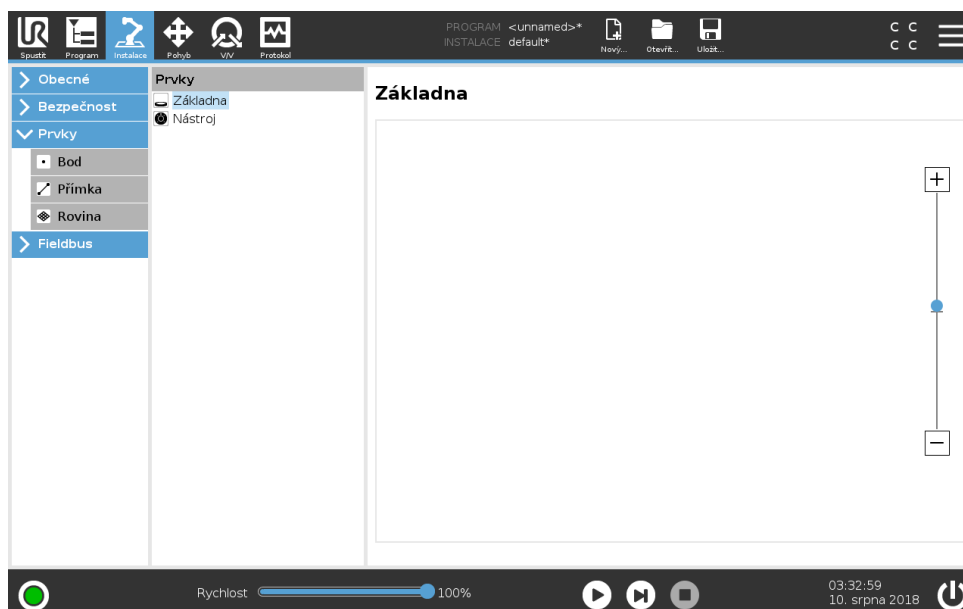 PROGRAM <unnamed>*
INSTALACE default*
Spustit Program Instalace Pohyb V/V Protokol
Nový... Otevřít... Uložit...
C C
C C
Obecné
Bezpečnost
Prvky
Bod
Přímka
Rovina
Fieldbus
Prvky
Základna
Nástroj
Základna
Rychlost 100%
03:32:59
10. srpna 2018